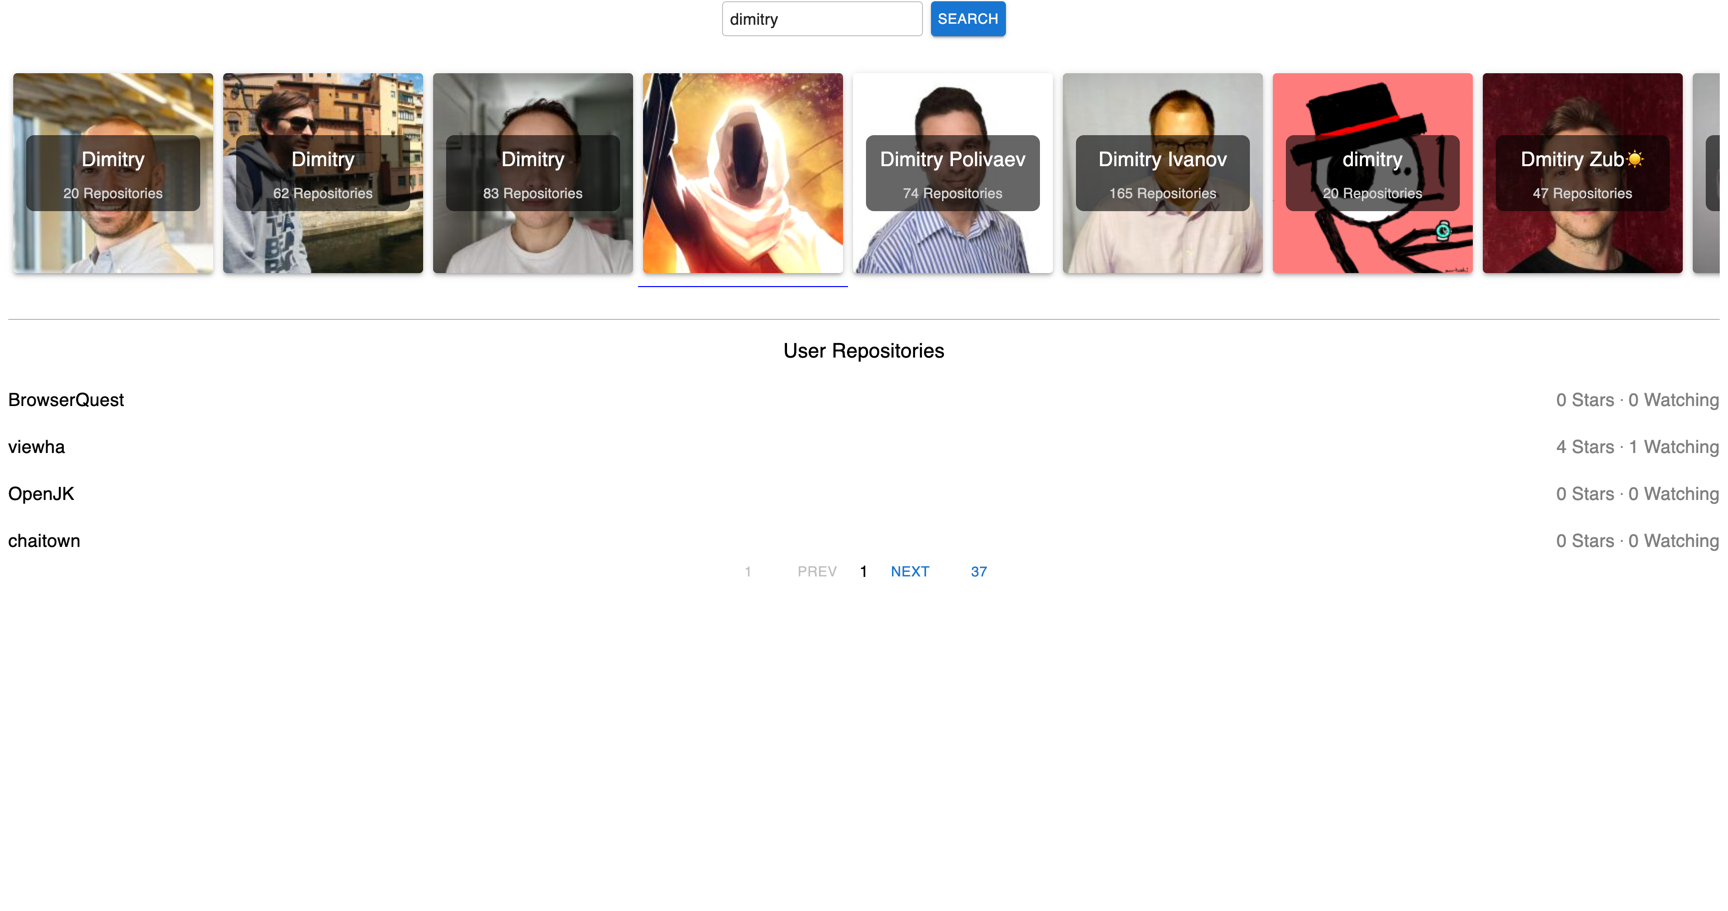 dimitry
SEARCH
Dimitry
20 Repositories
Dimitry
62 Repositories
Dimitry
83 Repositories
Dimitry Polivaev
74 Repositories
Dimitry Ivanov
165 Repositories
dimitry
20 Repositories
Dmitiry Zub☀️
47 Repositories
User Repositories
BrowserQuest 0 Stars · 0 Watching
viewha 4 Stars · 1 Watching
OpenJK 0 Stars · 0 Watching
chaitown 0 Stars · 0 Watching
1 PREV 1 NEXT 37